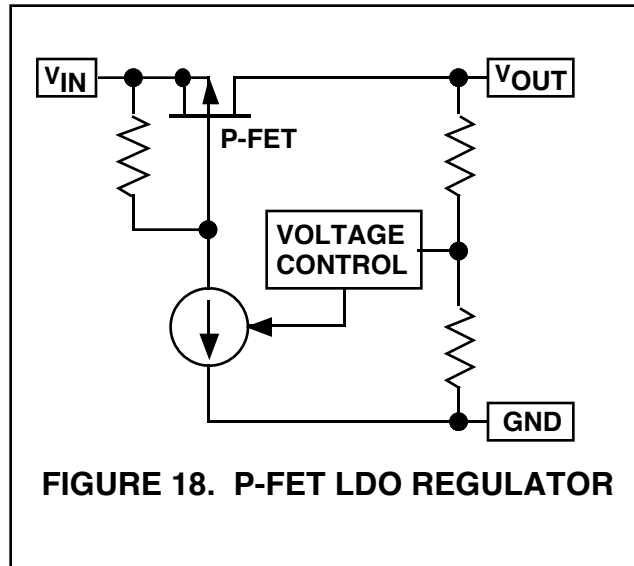 VIN
VOUT
P-FET
VOLTAGE
CONTROL
GND
FIGURE 18. P-FET LDO REGULATOR